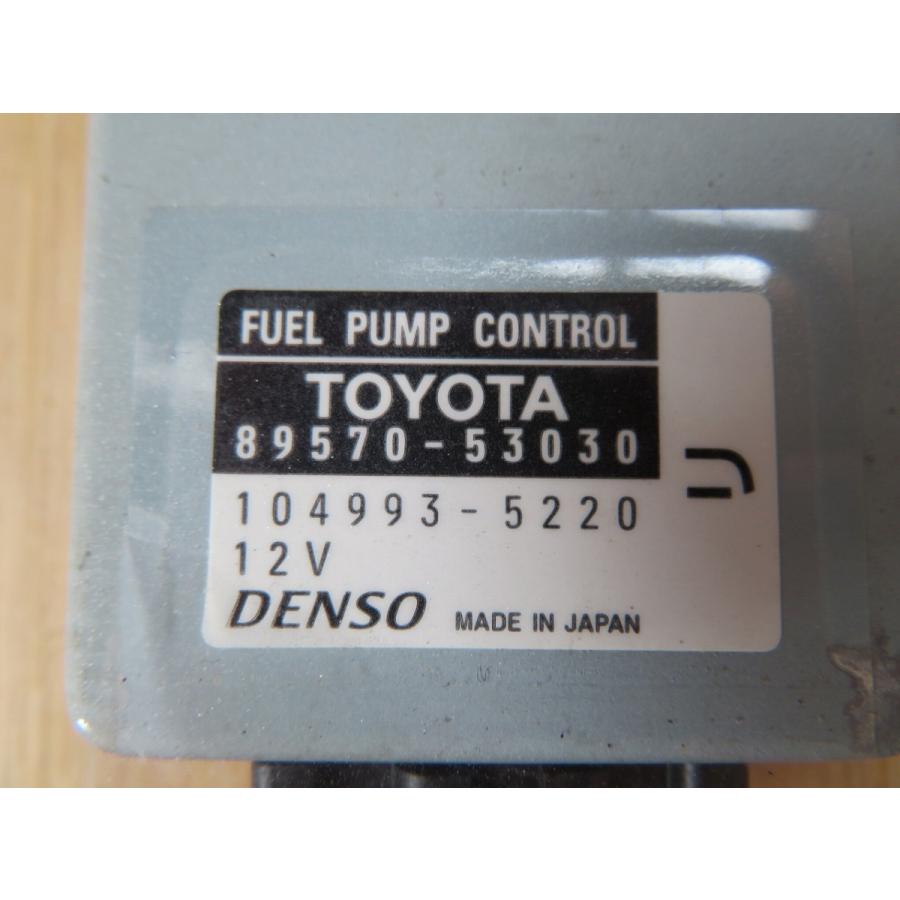 FUEL PUMP CONTROL
TOYOTA
89570-53030
104993-5220
12V
DENSO MADE IN JAPAN